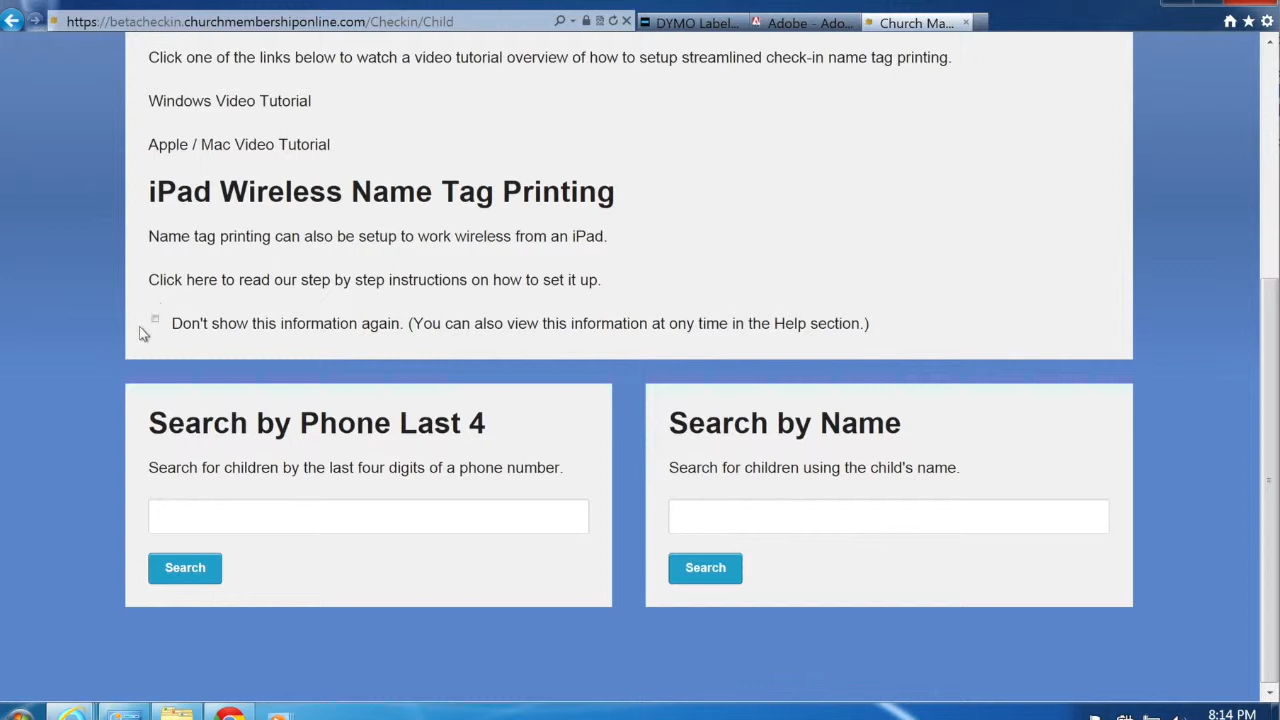 https://betacheckin.churchmembershiponline.com/Checkin/Child
DYMO Label...
Adobe - Ado...
Church Ma...
Click one of the links below to watch a video tutorial overview of how to setup streamlined check-in name tag printing.
Windows Video Tutorial
Apple / Mac Video Tutorial
iPad Wireless Name Tag Printing
Name tag printing can also be setup to work wireless from an iPad.
Click here to read our step by step instructions on how to set it up.
Don't show this information again. (You can also view this information at any time in the Help section.)
Search by Phone Last 4
Search for children by the last four digits of a phone number.
Search
Search by Name
Search for children using the child's name.
Search
8:14 PM